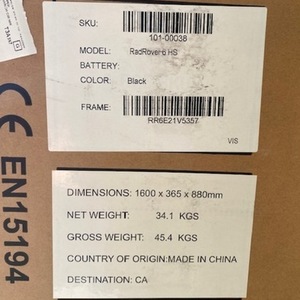 SKU:
101-00038
MODEL: RadRover 6 HS
BATTERY:
COLOR: Black
FRAME:
RR6E21V5357
VIS
DIMENSIONS: 1600 x 365 x 880mm
NET WEIGHT: 34.1 KGS
GROSS WEIGHT: 45.4 KGS
COUNTRY OF ORIGIN:MADE IN CHINA
DESTINATION: CA
CE EN15194